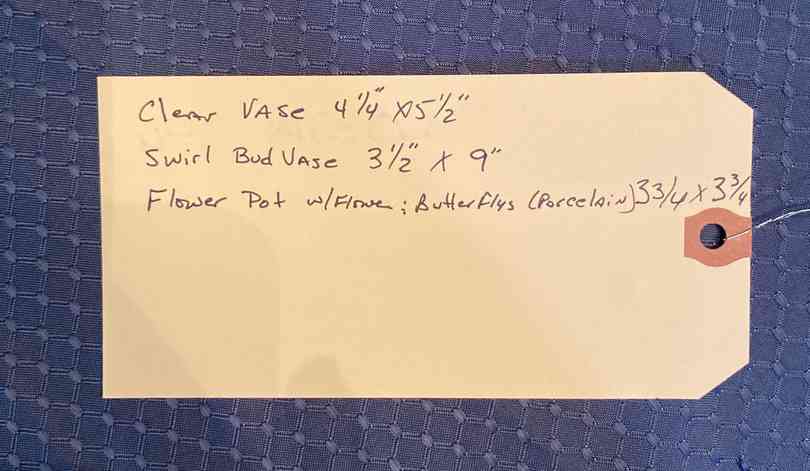 Clear VASe 4 1/4" X 5 1/2"
Swirl Bud VASe 3 1/2" X 9"
Flower Pot w/Flower ; Butterflys (Porcelain) 3 3/4 X 3 3/4